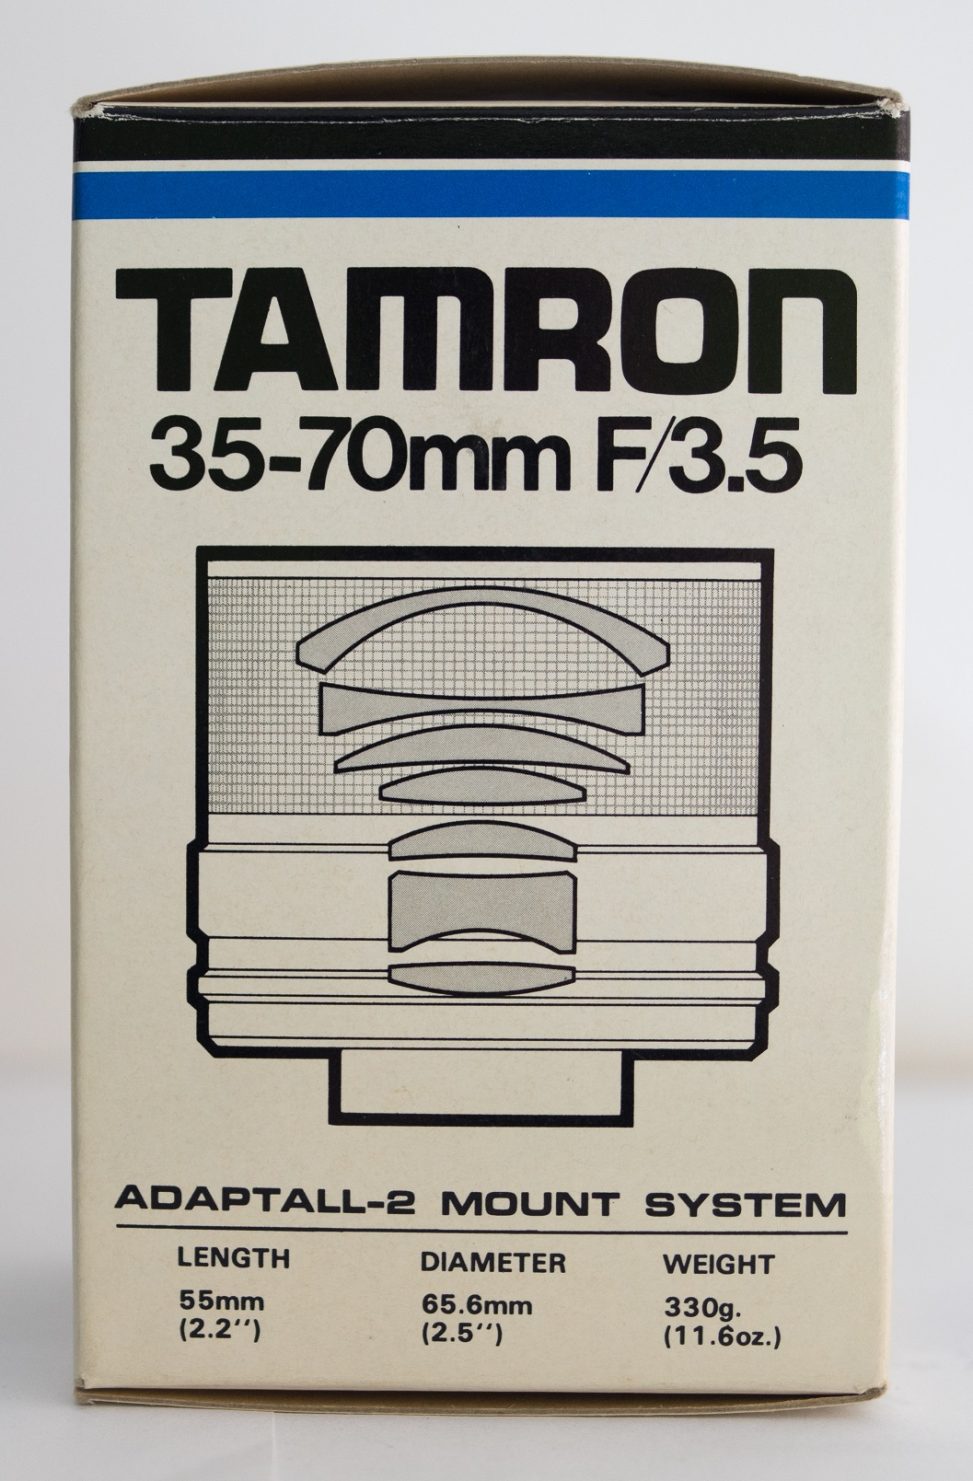 TAMRON
35-70mm F/3.5
ADAPTALL-2 MOUNT SYSTEM
LENGTH DIAMETER WEIGHT
55mm 65.6mm 330g.
(2.2'') (2.5'') (11.6oz.)